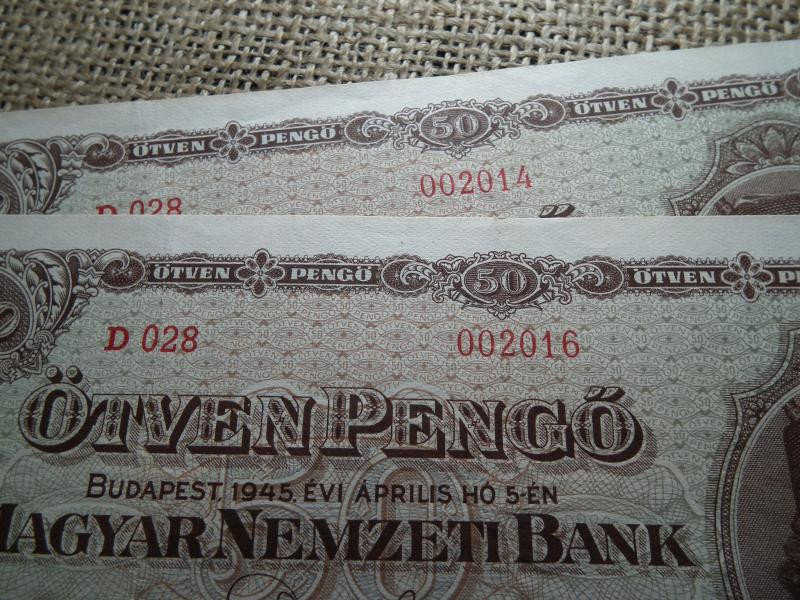 ÖTVEN PENGŐ 50 ÖTVEN PENGŐ
D 028 002014
ÖTVEN PENGŐ 50 ÖTVEN PE
D 028 002016
ÖTVEN PENGŐ
BUDAPEST, 1945. ÉVI ÁPRILIS HÓ 5-ÉN
MAGYAR NEMZETI BANK